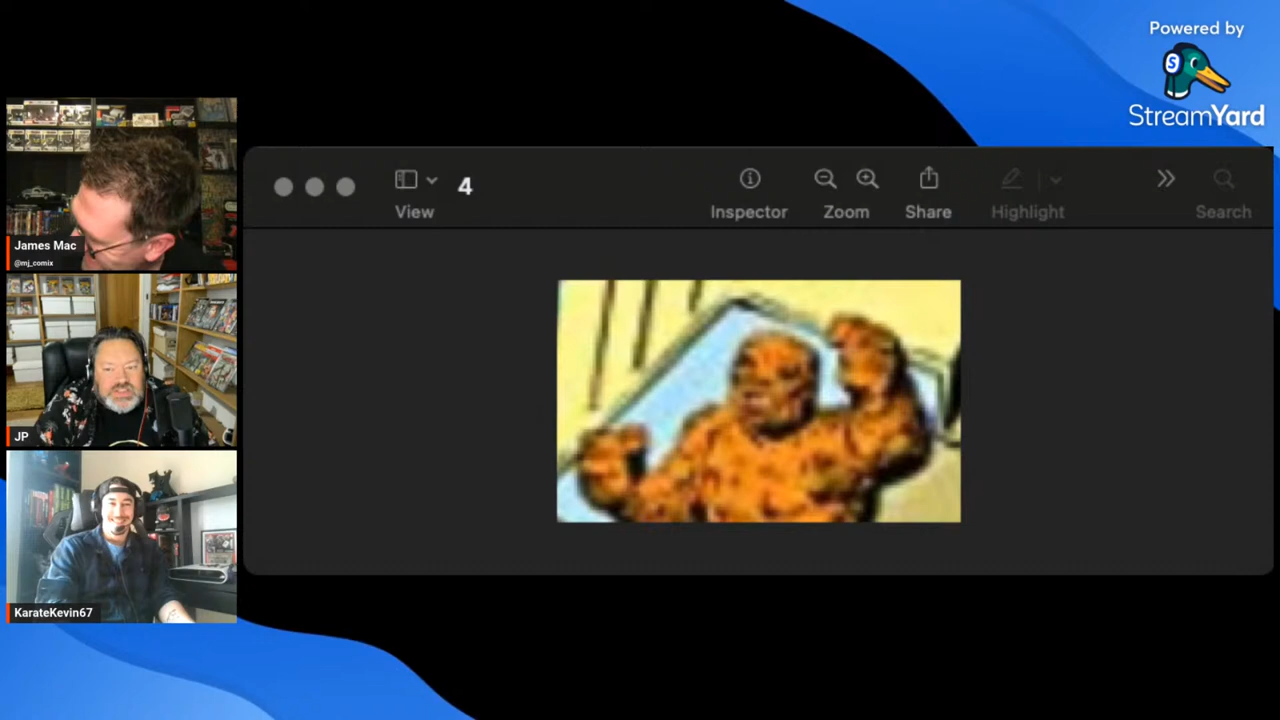 Powered by
StreamYard
4
View
Inspector
Zoom
Share
Highlight
Search
James Mac
@mj_comix
JP
KarateKevin67